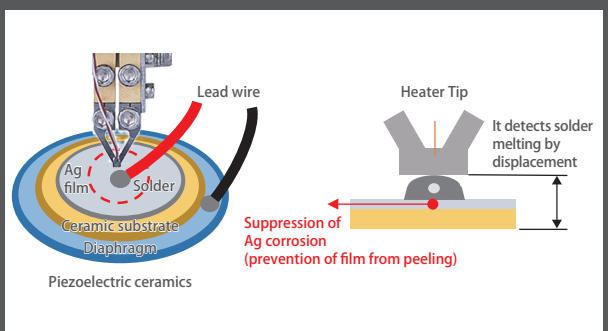 Lead wire
Ag
film
Solder
Ceramic substrate
Diaphragm
Piezoelectric ceramics
Heater Tip
It detects solder
melting by
displacement
Suppression of
Ag corrosion
(prevention of film from peeling)